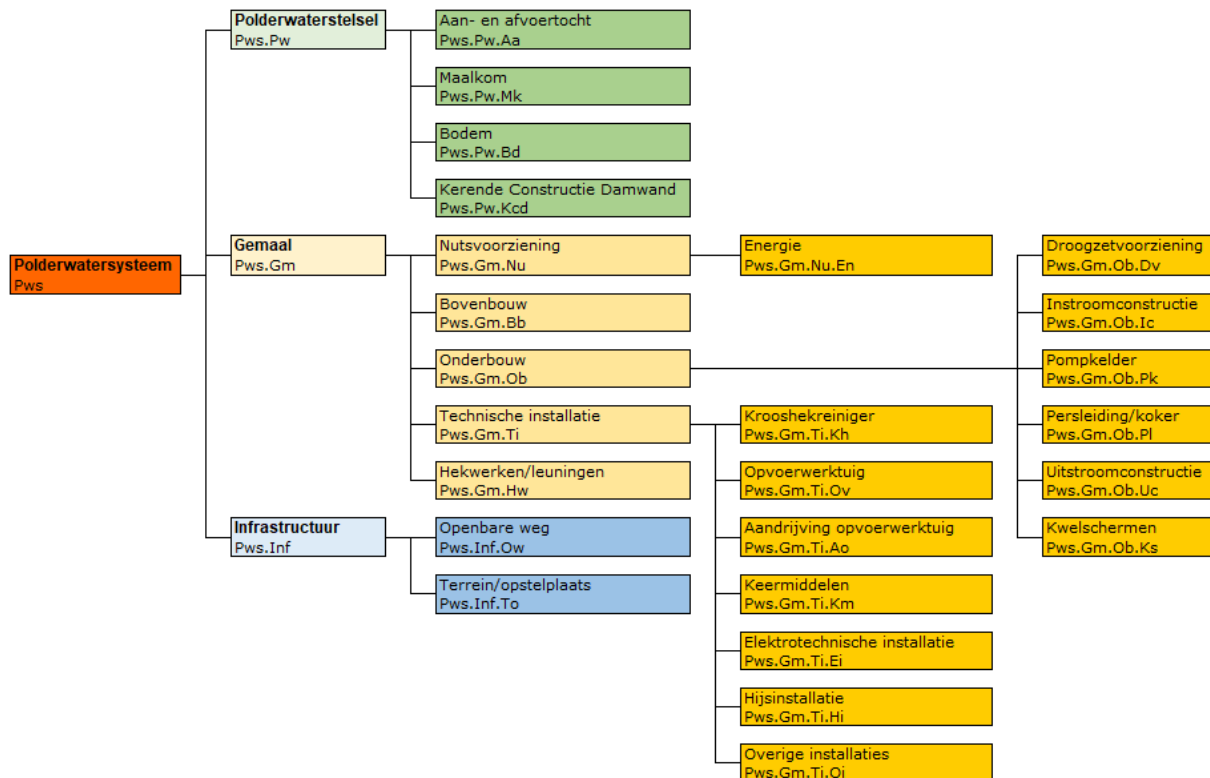 Polderwatersysteem
Pws
Polderwaterstelsel
Pws.Pw
Aan- en afvoertocht
Pws.Pw.Aa
Maalkom
Pws.Pw.Mk
Bodem
Pws.Pw.Bd
Kerende Constructie Damwand
Pws.Pw.Kcd
Gemaal
Pws.Gm
Nutsvoorziening
Pws.Gm.Nu
Energie
Pws.Gm.Nu.En
Bovenbouw
Pws.Gm.Bb
Onderbouw
Pws.Gm.Ob
Droogzetvoorziening
Pws.Gm.Ob.Dv
Instroomconstructie
Pws.Gm.Ob.Ic
Pompkelder
Pws.Gm.Ob.Pk
Persleiding/koker
Pws.Gm.Ob.Pl
Uitstroomconstructie
Pws.Gm.Ob.Uc
Kwelschermen
Pws.Gm.Ob.Ks
Technische installatie
Pws.Gm.Ti
Krooshekreiniger
Pws.Gm.Ti.Kh
Opvoerwerktuig
Pws.Gm.Ti.Ov
Aandrijving opvoerwerktuig
Pws.Gm.Ti.Ao
Keermiddelen
Pws.Gm.Ti.Km
Elektrotechnische installatie
Pws.Gm.Ti.Ei
Hijsinstallatie
Pws.Gm.Ti.Hi
Overige installaties
Pws.Gm.Ti.Oi
Hekwerken/leuningen
Pws.Gm.Hw
Infrastructuur
Pws.Inf
Openbare weg
Pws.Inf.Ow
Terrein/opstelplaats
Pws.Inf.To